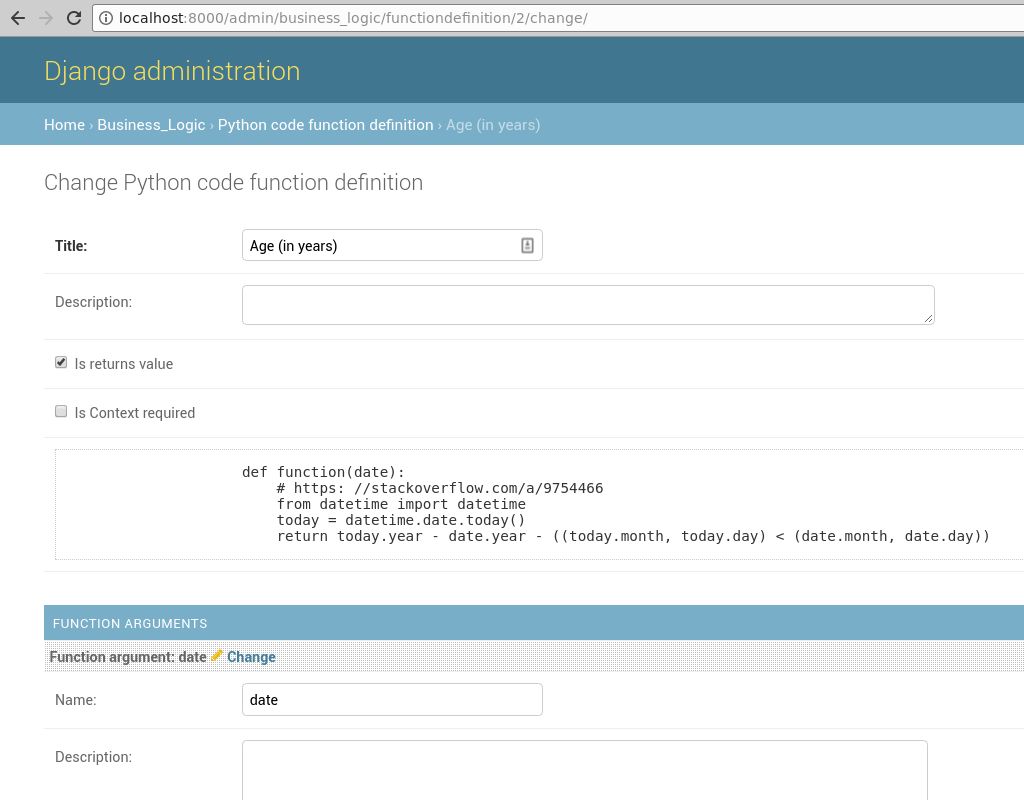 localhost:8000/admin/business_logic/functiondefinition/2/change/
Django administration
Home › Business_Logic › Python code function definition › Age (in years)
Change Python code function definition
Title: Age (in years)
Description:
Is returns value
Is Context required
def function(date):
    # https: //stackoverflow.com/a/9754466
    from datetime import datetime
    today = datetime.date.today()
    return today.year - date.year - ((today.month, today.day) < (date.month, date.day))
FUNCTION ARGUMENTS
Function argument: date Change
Name: date
Description: